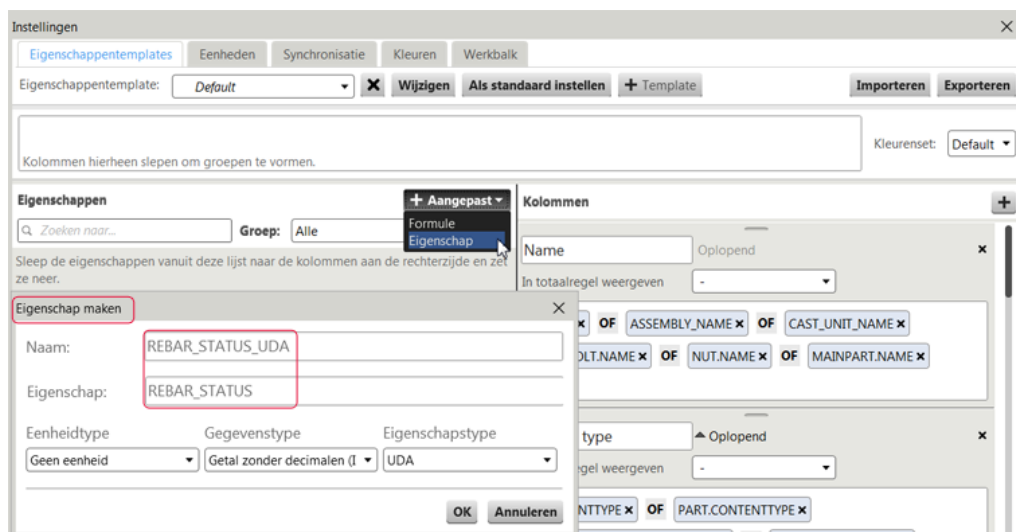 Instellingen
Eigenschappentemplates Eenheden Synchronisatie Kleuren Werkbalk
Eigenschappentemplate: Default Wijzigen Als standaard instellen + Template Importeren Exporteren
Kolommen hierheen slepen om groepen te vormen.
Kleurenset: Default
Eigenschappen
+ Aangepast
Formule
Eigenschap
Zoeken naar... Groep: Alle
Sleep de eigenschappen vanuit deze lijst naar de kolommen aan de rechterzijde en zet
ze neer.
Kolommen +
Name Oplopend
In totaalregel weergeven -
OF ASSEMBLY_NAME OF CAST_UNIT_NAME
OLT.NAME OF NUT.NAME OF MAINPART.NAME
type Oplopend
egel weergeven -
NTTYPE OF PART.CONTENTTYPE
Eigenschap maken
Naam: REBAR_STATUS_UDA
Eigenschap: REBAR_STATUS
Eenheidtype Gegevenstype Eigenschapstype
Geen eenheid Getal zonder decimalen (I UDA
OK Annuleren